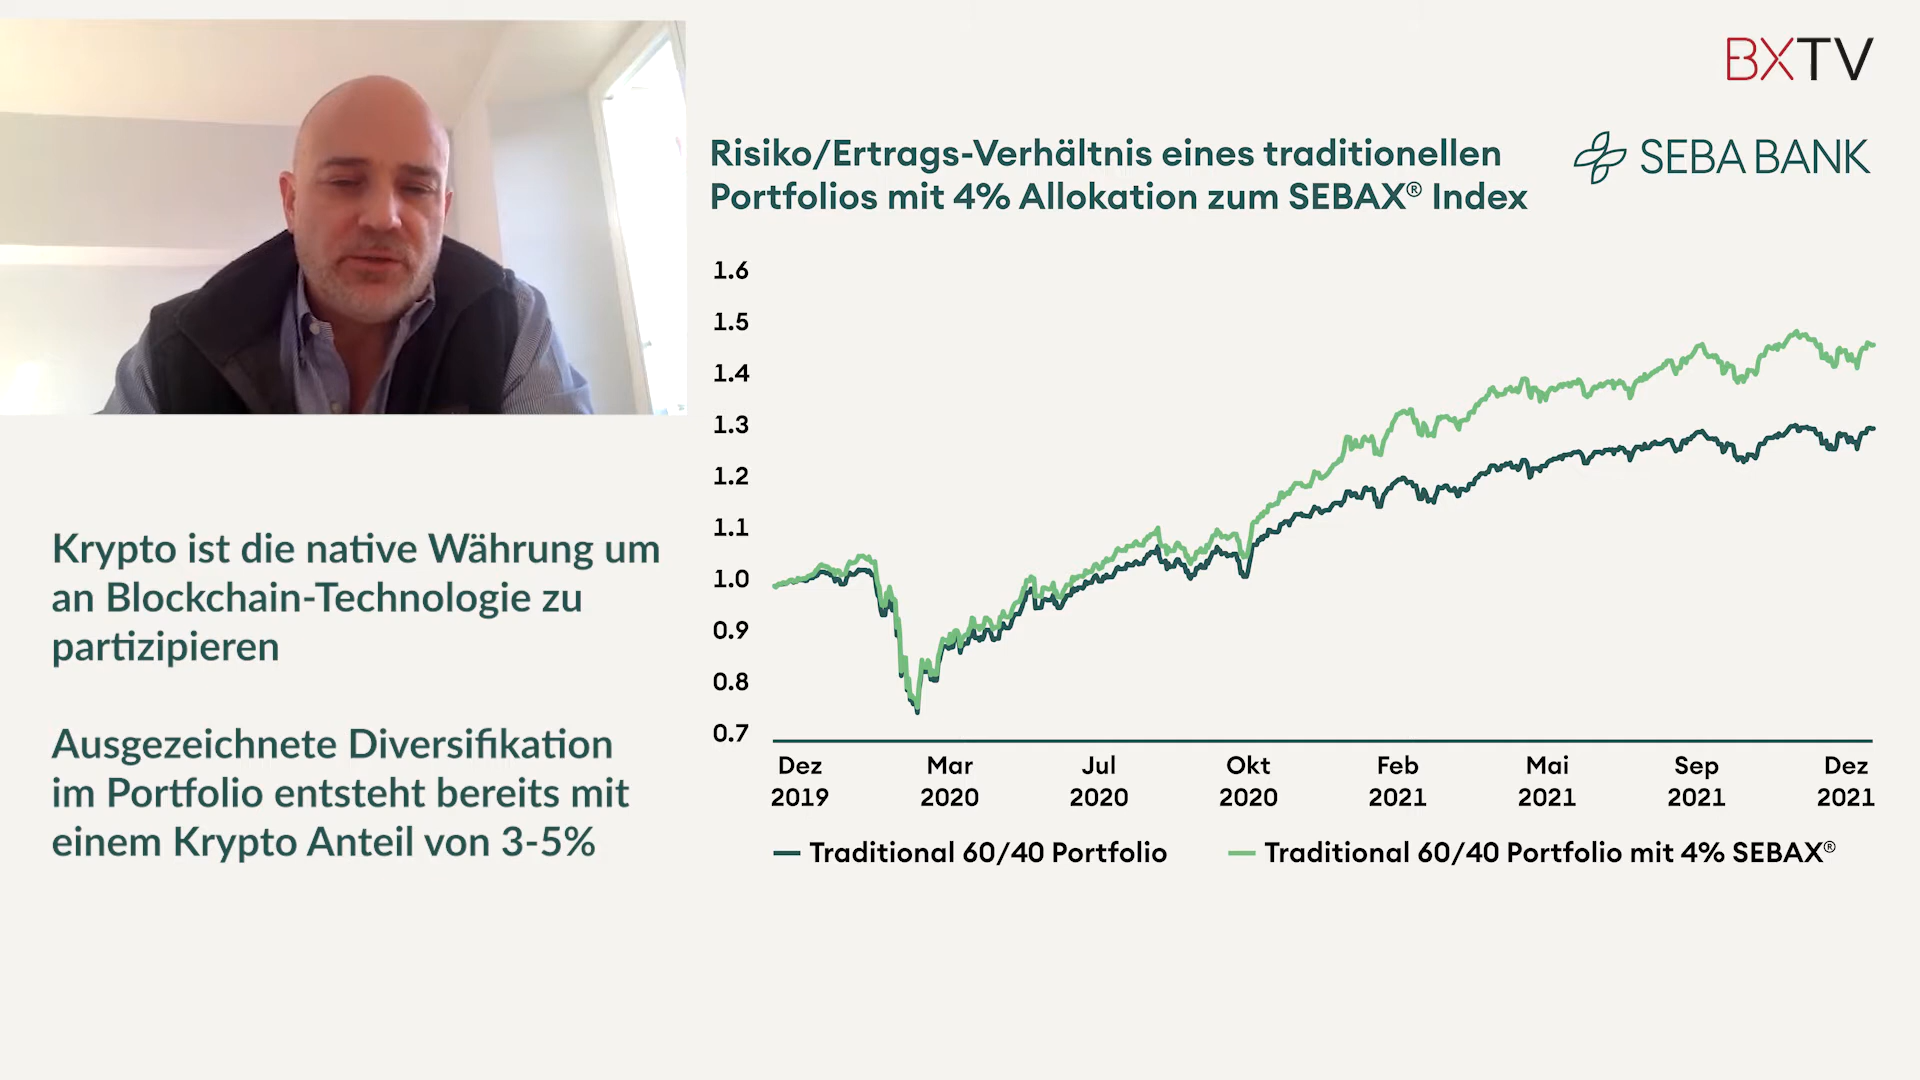 BXTV
Risiko/Ertrags-Verhältnis eines traditionellen
Portfolios mit 4% Allokation zum SEBAX® Index
SEBA BANK
Krypto ist die native Währung um
an Blockchain-Technologie zu
partizipieren
Ausgezeichnete Diversifikation
im Portfolio entsteht bereits mit
einem Krypto Anteil von 3-5%
1.6
1.5
1.4
1.3
1.2
1.1
1.0
0.9
0.8
0.7
Dez Mar Jul Okt Feb Mai Sep Dez
2019 2020 2020 2020 2021 2021 2021 2021
Traditional 60/40 Portfolio
Traditional 60/40 Portfolio mit 4% SEBAX®